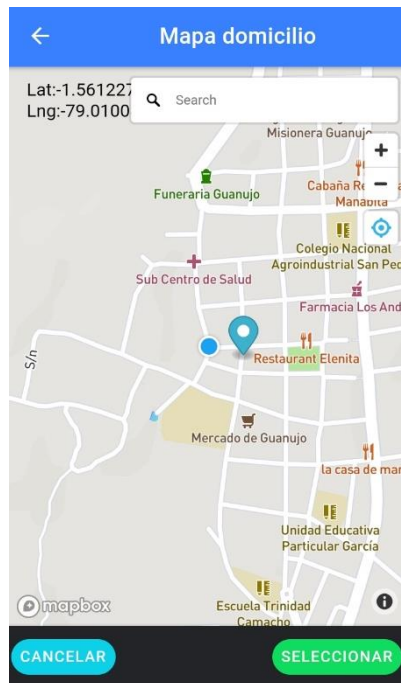 Mapa domicilio
Lat:-1.561227
Lng:-79.0100
Search
Misionera Guanujo
+
−
Funeraria Guanujo
Cabaña Re
Manabita
Colegio Nacional
Agroindustrial San Ped
Sub Centro de Salud
Farmacia Los And
S/n
Restaurant Elenita
Mercado de Guanujo
la casa de mar
Unidad Educativa
Particular García
Escuela Trinidad
Camacho
mapbox
CANCELAR
SELECCIONAR